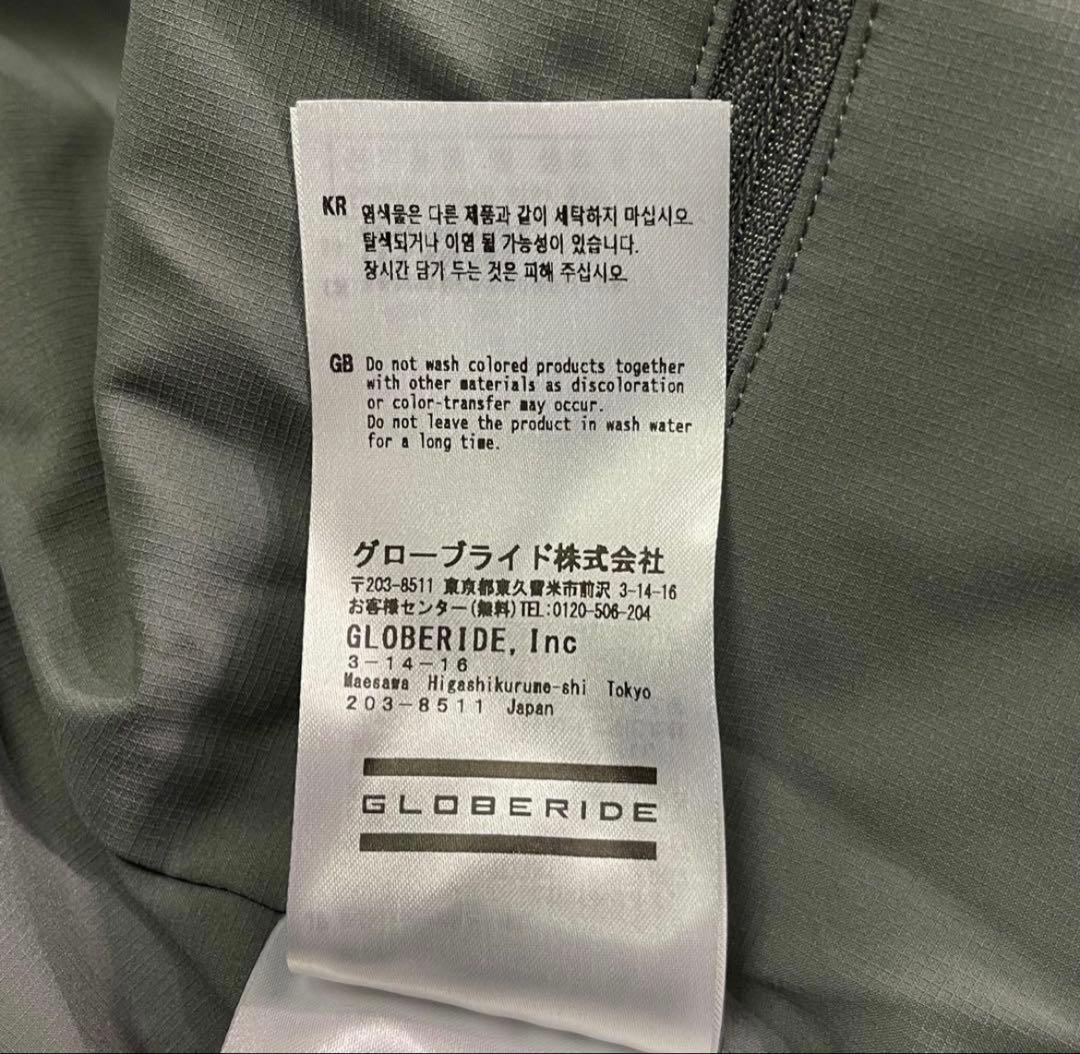 KR 염색물은 다른 제품과 같이 세탁하지 마십시오.
탈색되거나 이염 될 가능성이 있습니다.
장시간 담가 두는 것은 피해 주십시오.
GB Do not wash colored products together
with other materials as discoloration
or color-transfer may occur.
Do not leave the product in wash water
for a long time.
グローブライド株式会社
〒203-8511 東京都東久留米市前沢 3-14-16
お客様センター(無料)TEL:0120-506-204
GLOBERIDE, Inc
3-14-16
Maesawa Higashikurume-shi Tokyo
203-8511 Japan
GLOBERIDE